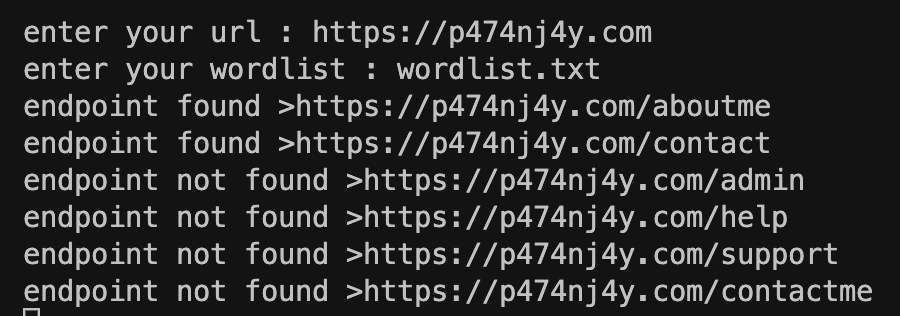 enter your url : https://p474nj4y.com
enter your wordlist : wordlist.txt
endpoint found >https://p474nj4y.com/aboutme
endpoint found >https://p474nj4y.com/contact
endpoint not found >https://p474nj4y.com/admin
endpoint not found >https://p474nj4y.com/help
endpoint not found >https://p474nj4y.com/support
endpoint not found >https://p474nj4y.com/contactme